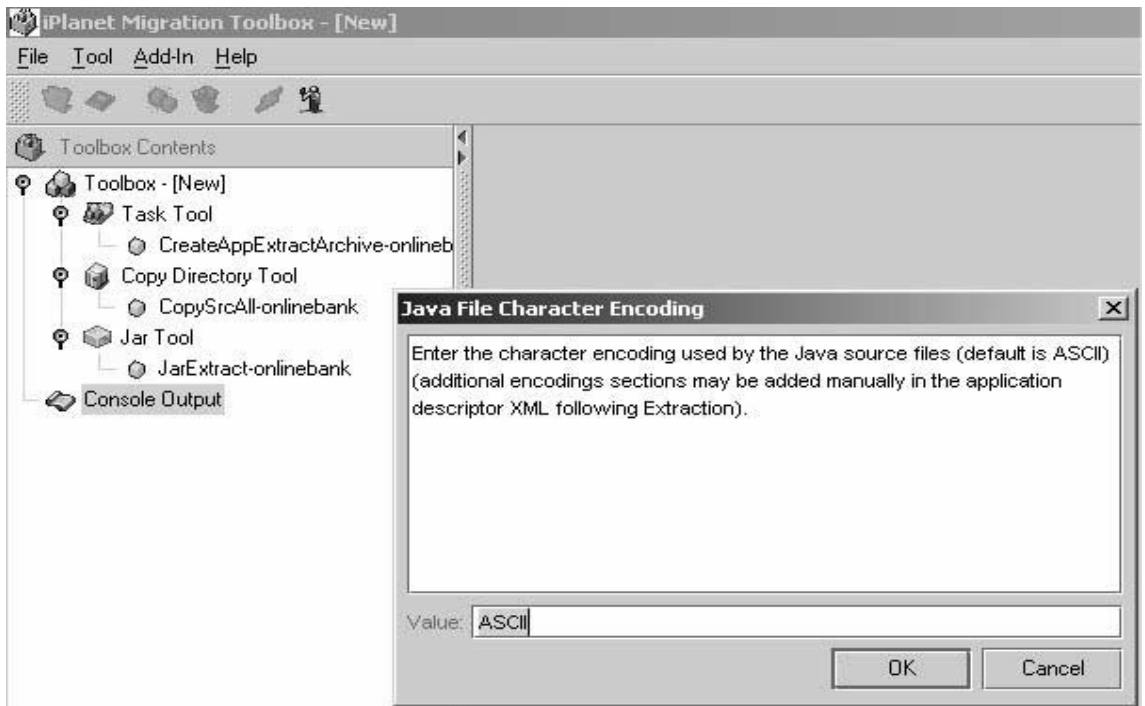 iPlanet Migration Toolbox - [New]
File Tool Add-In Help
Toolbox Contents
Toolbox - [New]
Task Tool
CreateAppExtractArchive-onlineb
Copy Directory Tool
CopySrcAll-onlinebank
Jar Tool
JarExtract-onlinebank
Console Output
Java File Character Encoding
Enter the character encoding used by the Java source files (default is ASCII)
(additional encodings sections may be added manually in the application
descriptor XML following Extraction).
Value: ASCII
OK Cancel